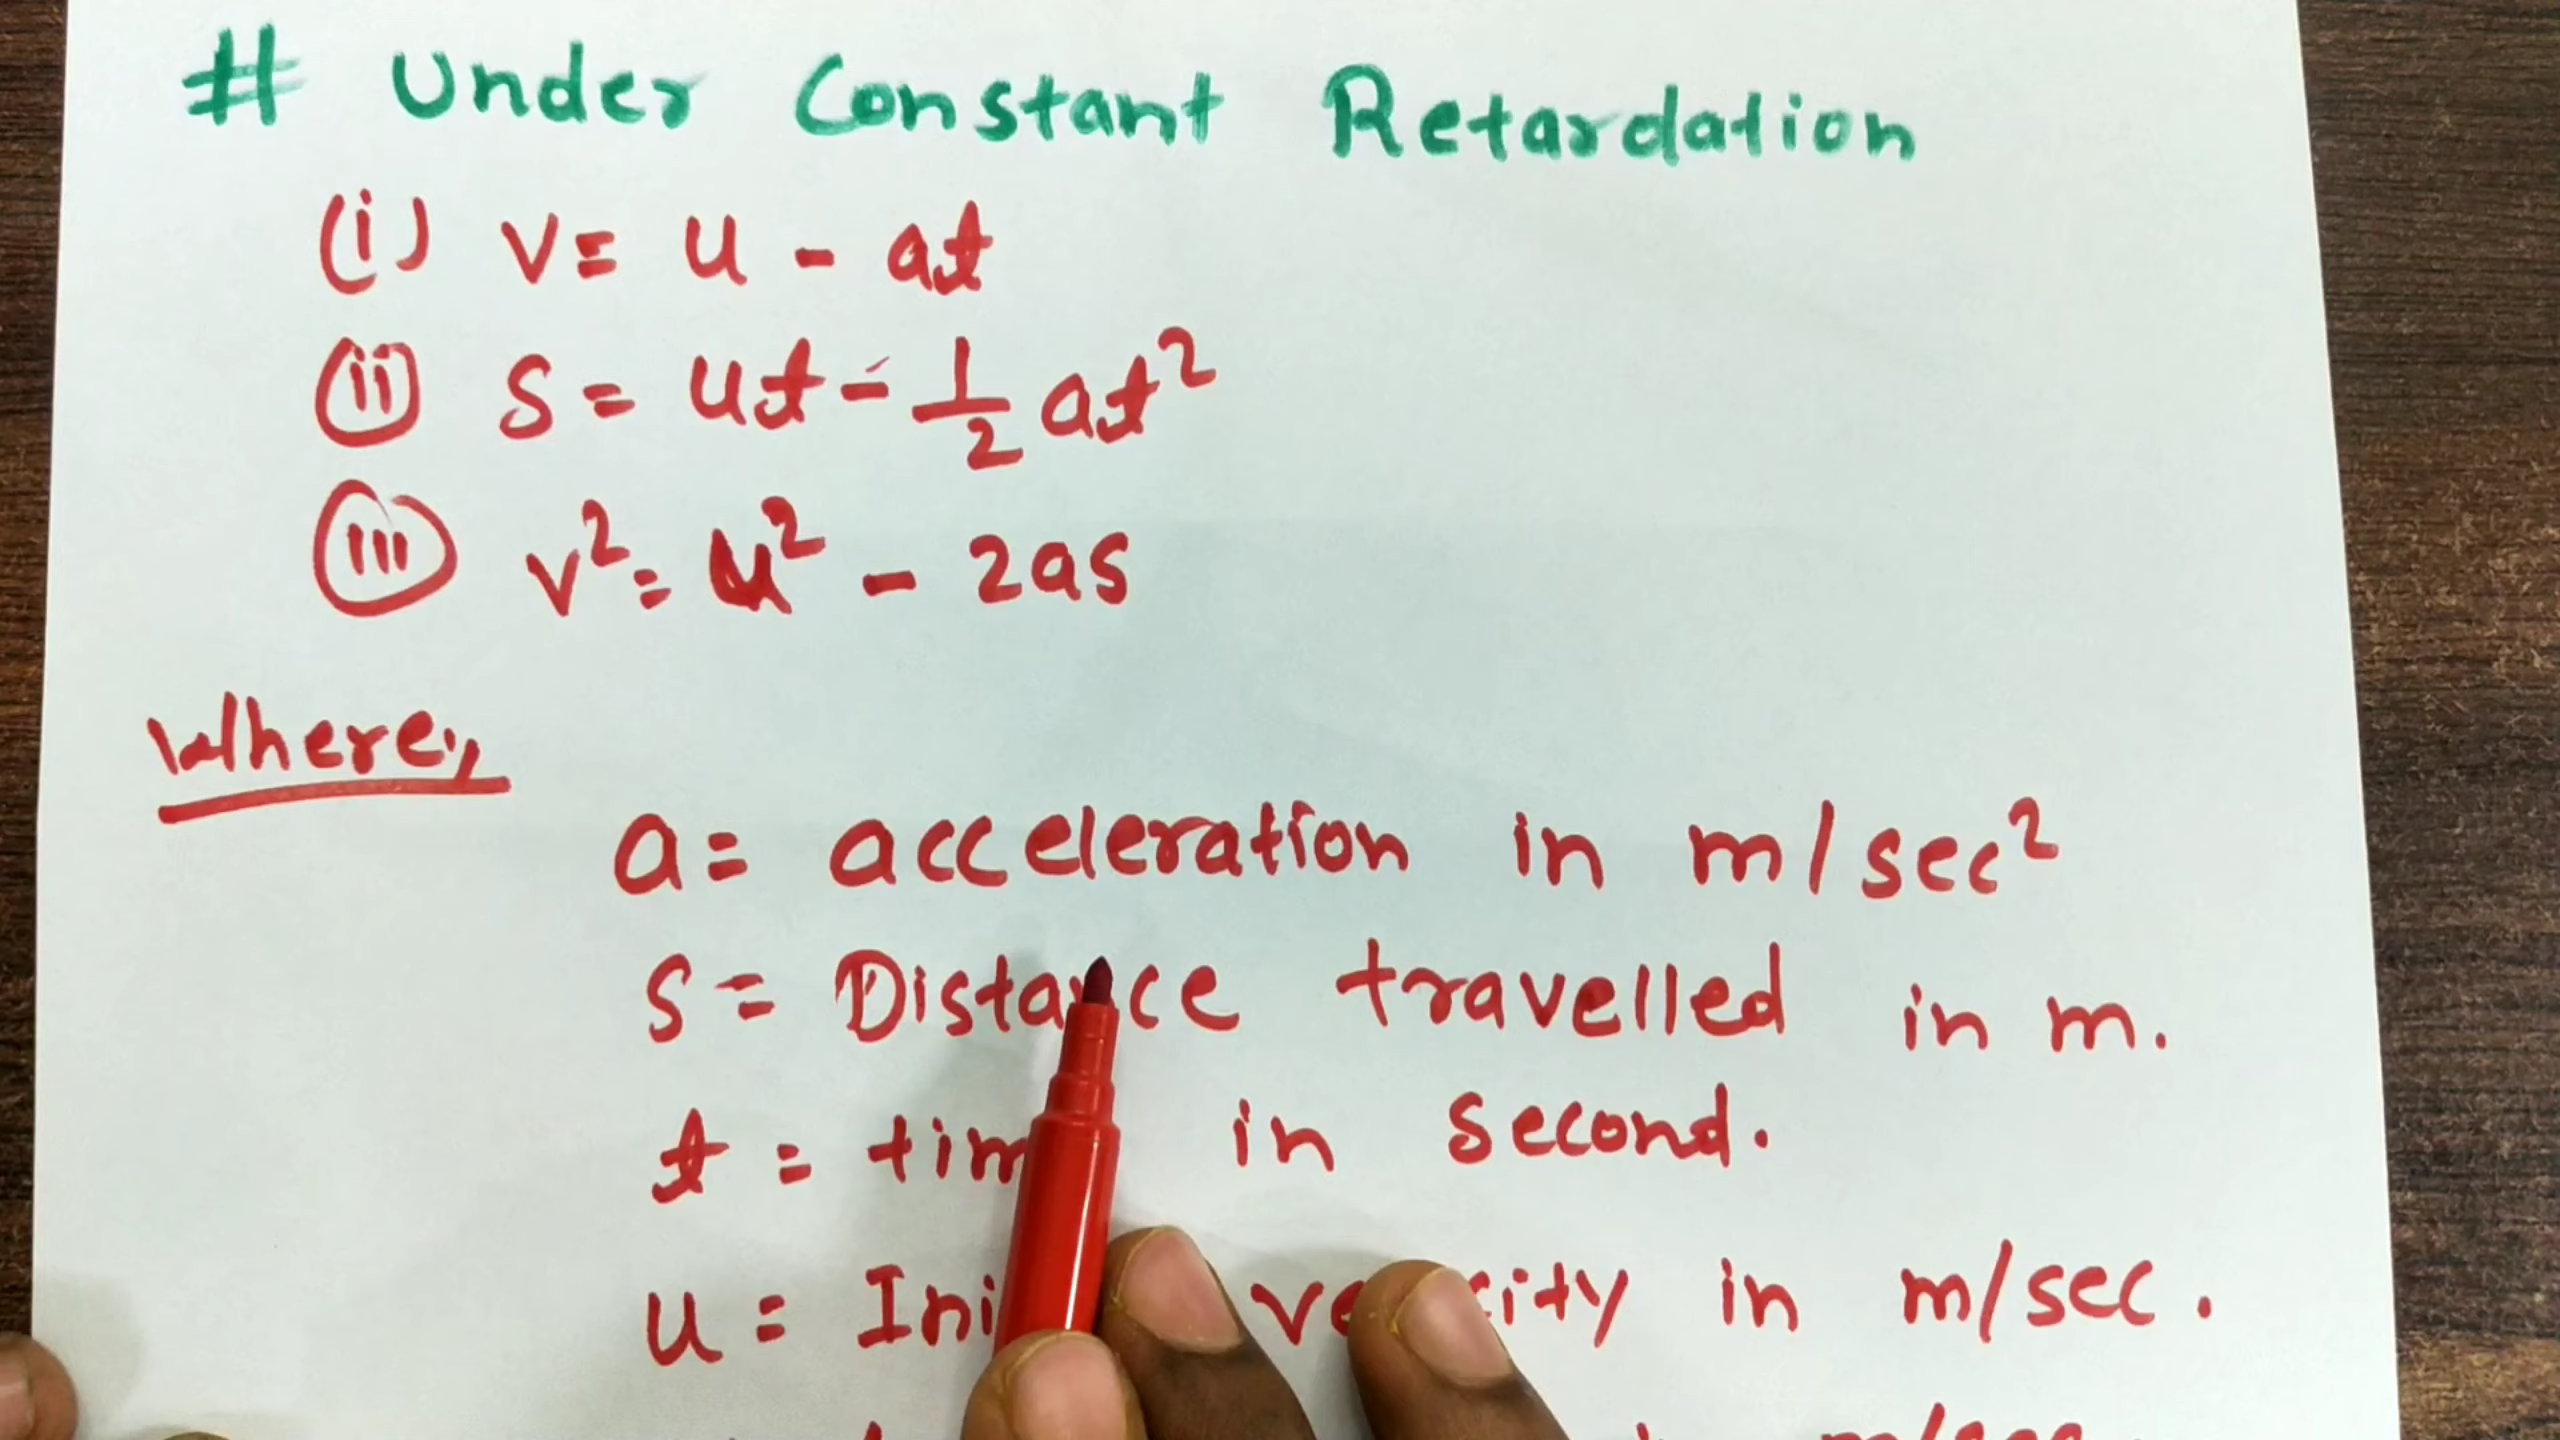 # Under Constant Retardation
(i) v = u - at
(ii) s = ut - 1/2 at²
(iii) v² = u² - 2as
Where,
a = acceleration in m/sec²
s = Distance travelled in m.
t = in second.
u = in m/sec.